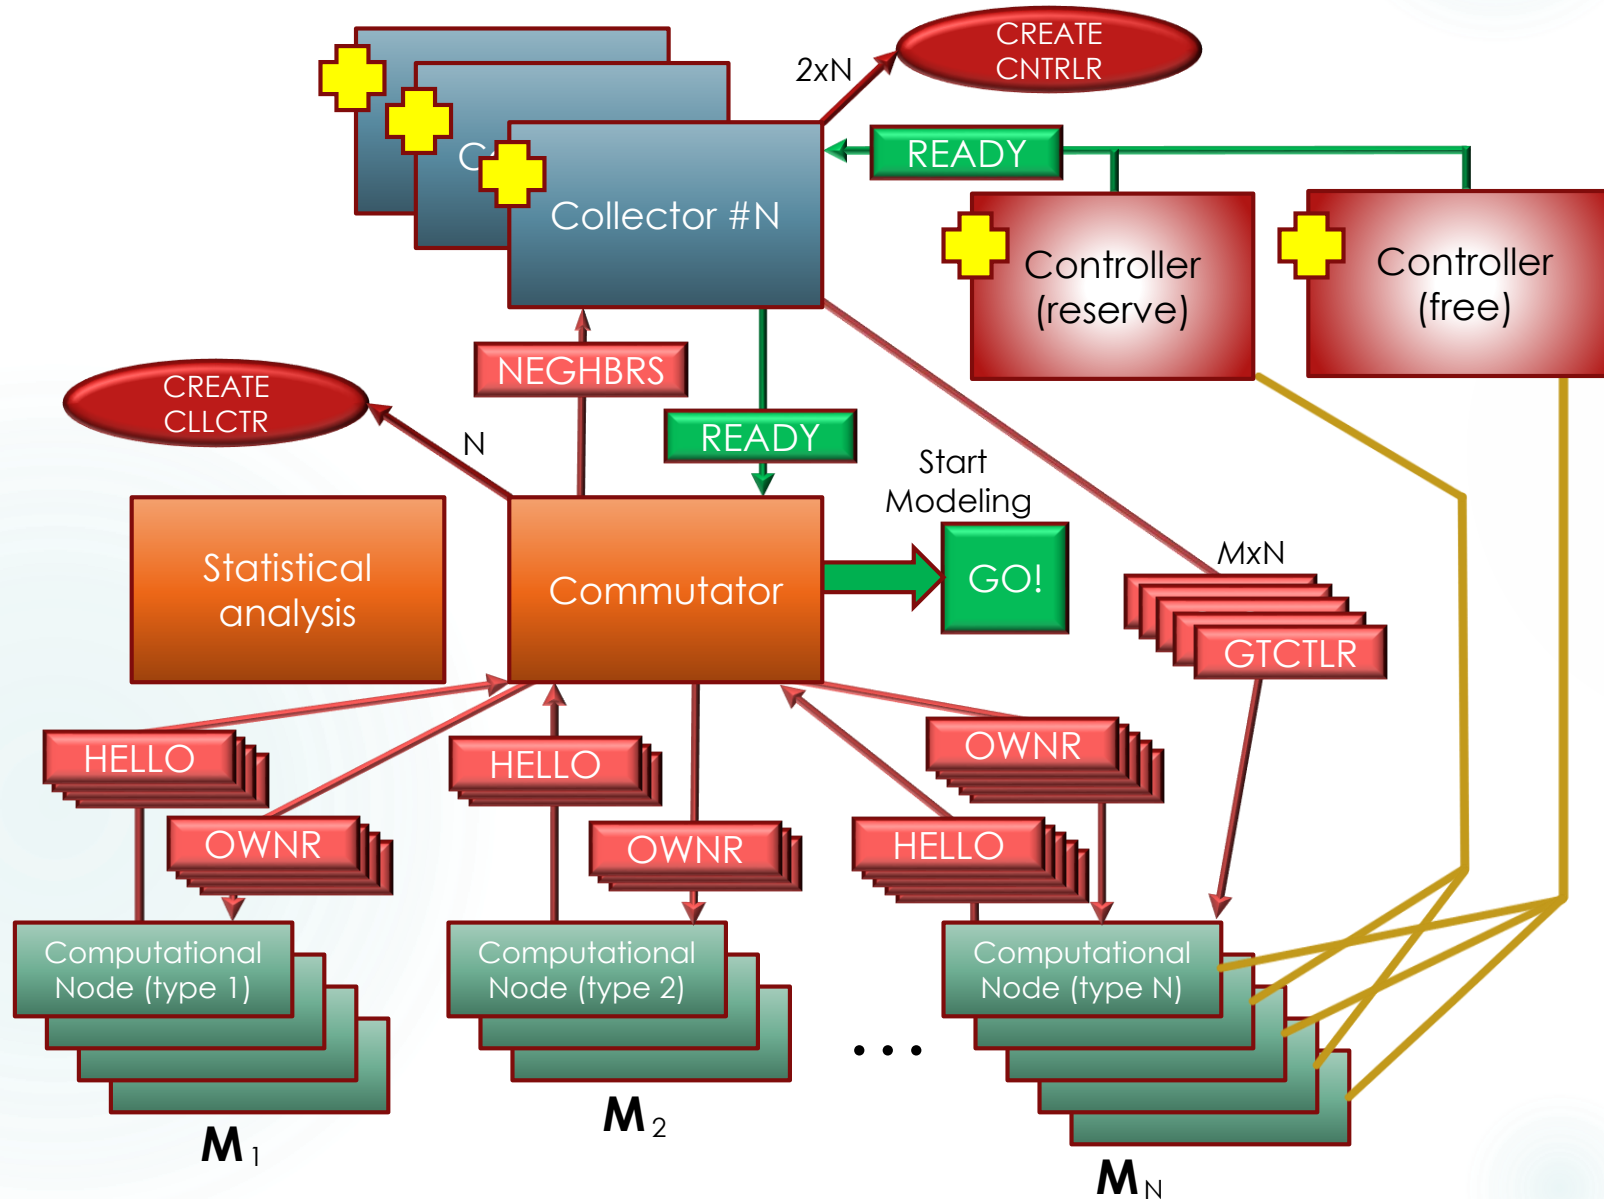 CREATE
CNTRLR
2xN
READY
Collector #N
Controller
(reserve)
Controller
(free)
NEGHBRS
CREATE
CLLCTR
N
READY
Start
Modeling
GO!
Statistical
analysis
Commutator
MxN
GTCTLR
HELLO
OWNR
HELLO
OWNR
OWNR
HELLO
Computational
Node (type 1)
Computational
Node (type 2)
Computational
Node (type N)
...
M1
M2
MN